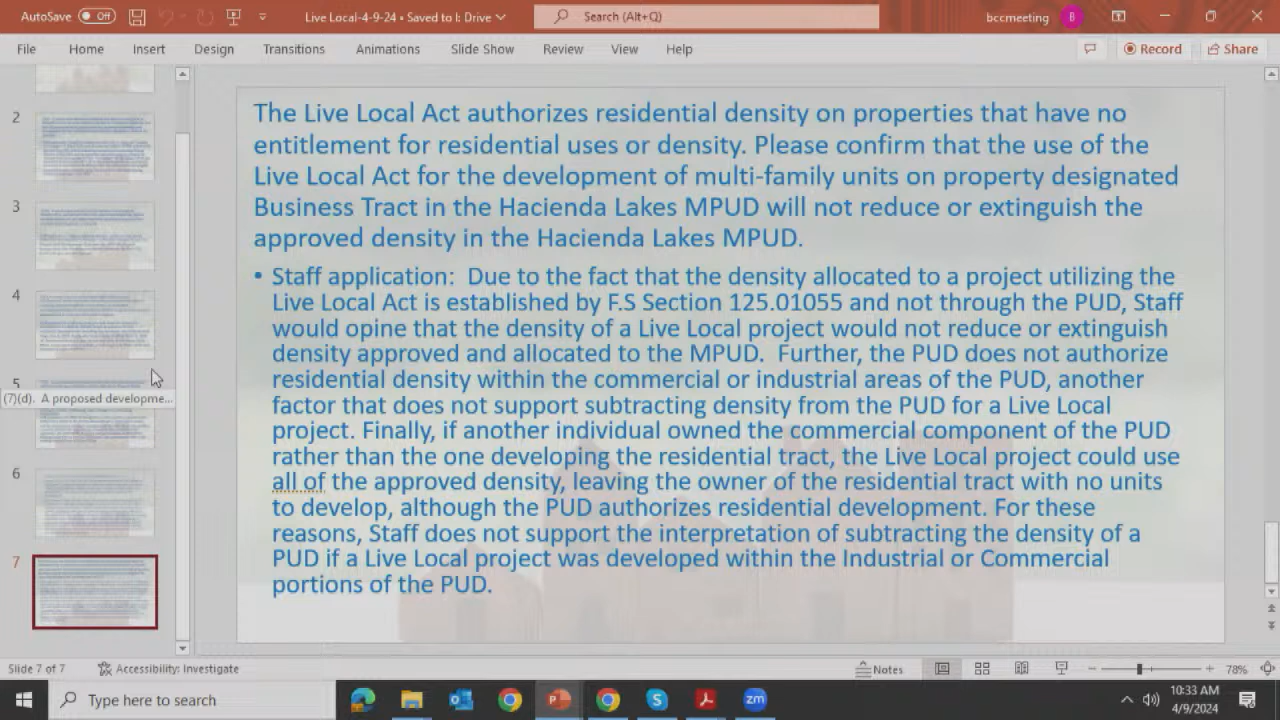 AutoSave Off Live Local-4-9-24 • Saved to I: Drive Search (Alt+Q) bccmeeting B
File Home Insert Design Transitions Animations Slide Show Review View Help Record Share
2
3
4
5
(7)(d). A proposed developme...
6
7
The Live Local Act authorizes residential density on properties that have no
entitlement for residential uses or density. Please confirm that the use of the
Live Local Act for the development of multi-family units on property designated
Business Tract in the Hacienda Lakes MPUD will not reduce or extinguish the
approved density in the Hacienda Lakes MPUD.
• Staff application: Due to the fact that the density allocated to a project utilizing the
Live Local Act is established by F.S Section 125.01055 and not through the PUD, Staff
would opine that the density of a Live Local project would not reduce or extinguish
density approved and allocated to the MPUD. Further, the PUD does not authorize
residential density within the commercial or industrial areas of the PUD, another
factor that does not support subtracting density from the PUD for a Live Local
project. Finally, if another individual owned the commercial component of the PUD
rather than the one developing the residential tract, the Live Local project could use
all of the approved density, leaving the owner of the residential tract with no units
to develop, although the PUD authorizes residential development. For these
reasons, Staff does not support the interpretation of subtracting the density of a
PUD if a Live Local project was developed within the Industrial or Commercial
portions of the PUD.
Slide 7 of 7 Accessibility: Investigate Notes 78%
Type here to search 10:33 AM
4/9/2024